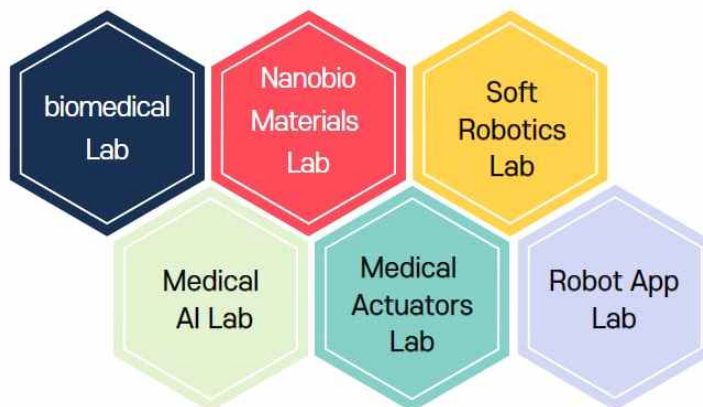 biomedical
Lab
Nanobio
Materials
Lab
Soft
Robotics
Lab
Medical
AI Lab
Medical
Actuators
Lab
Robot App
Lab